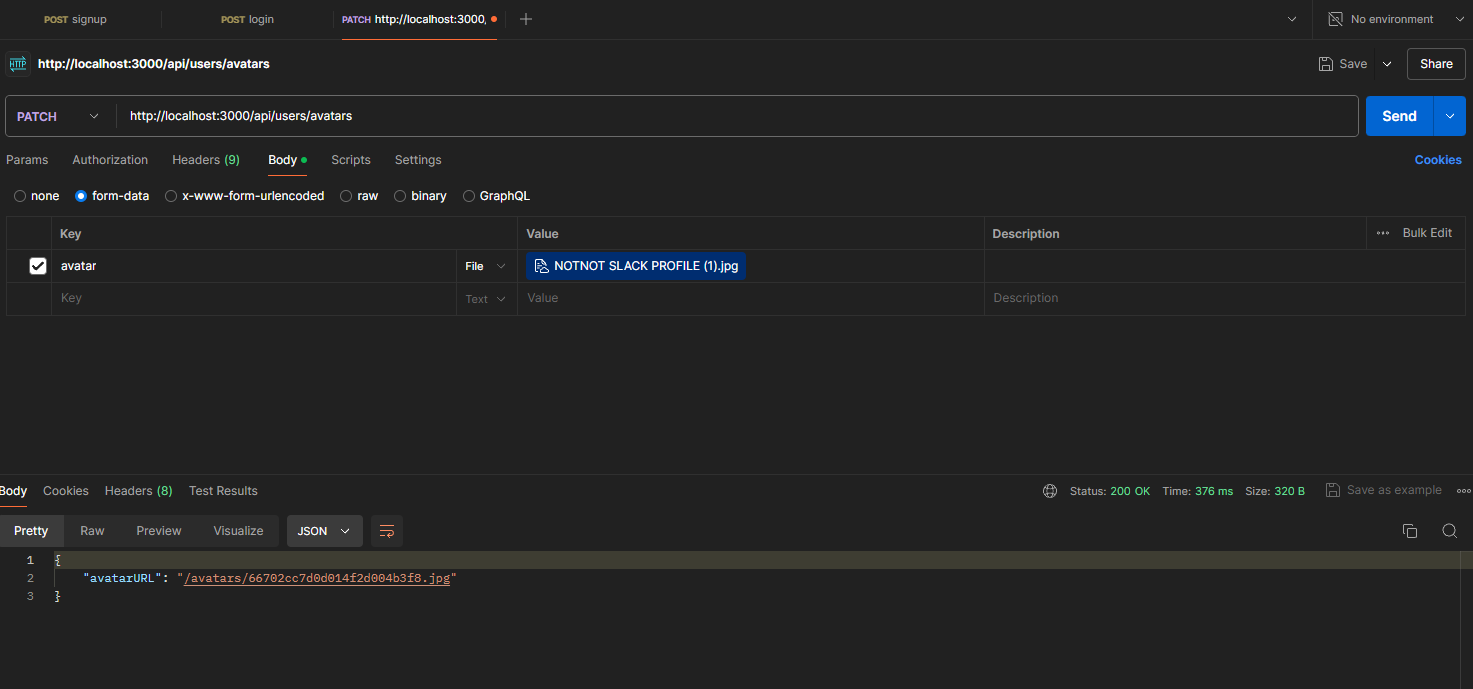 POST signup POST login PATCH http://localhost:3000, No environment
HTTP http://localhost:3000/api/users/avatars Save Share
PATCH http://localhost:3000/api/users/avatars Send
Params Authorization Headers (9) Body Scripts Settings Cookies
none form-data x-www-form-urlencoded raw binary GraphQL
Key Value Description Bulk Edit
avatar File NOTNOT SLACK PROFILE (1).jpg
Key Text Value Description
Body Cookies Headers (8) Test Results Status: 200 OK Time: 376 ms Size: 320 B Save as example
Pretty Raw Preview Visualize JSON
1 {
2 "avatarURL": "/avatars/66702cc7d0d014f2d004b3f8.jpg"
3 }